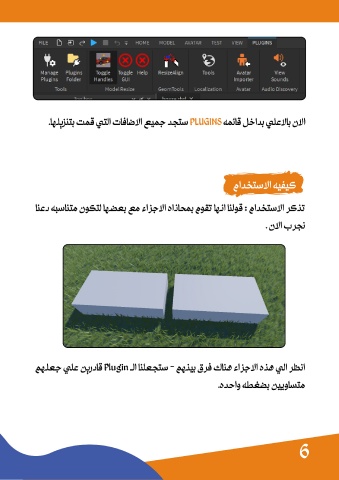 FILE HOME MODEL AVATAR TEST VIEW PLUGINS
Manage Plugins Plugins Folder Toggle Handles Toggle GUI Help ResizeAlign Tools Avatar Importer View Sounds
Tools Model Resize GeomTools Localization Avatar Audio Discovery
الان بالاعلي بداخل قائمه PLUGINS ستجد جميع الاضافات التي قمت بتنزيلها.
كيفيه الاستخدام
تذكر الاستخدام : قولنا انها تقوم بمحاذاه الاجزاء مع بعضها لتكون متناسبه دعنا
نجرب الان .
انظر الي هذه الاجزاء هناك فرق بينهم - ستجعلنا الـ Plugin قادرين علي جعلهم
متساويين بضغطه واحده.
6